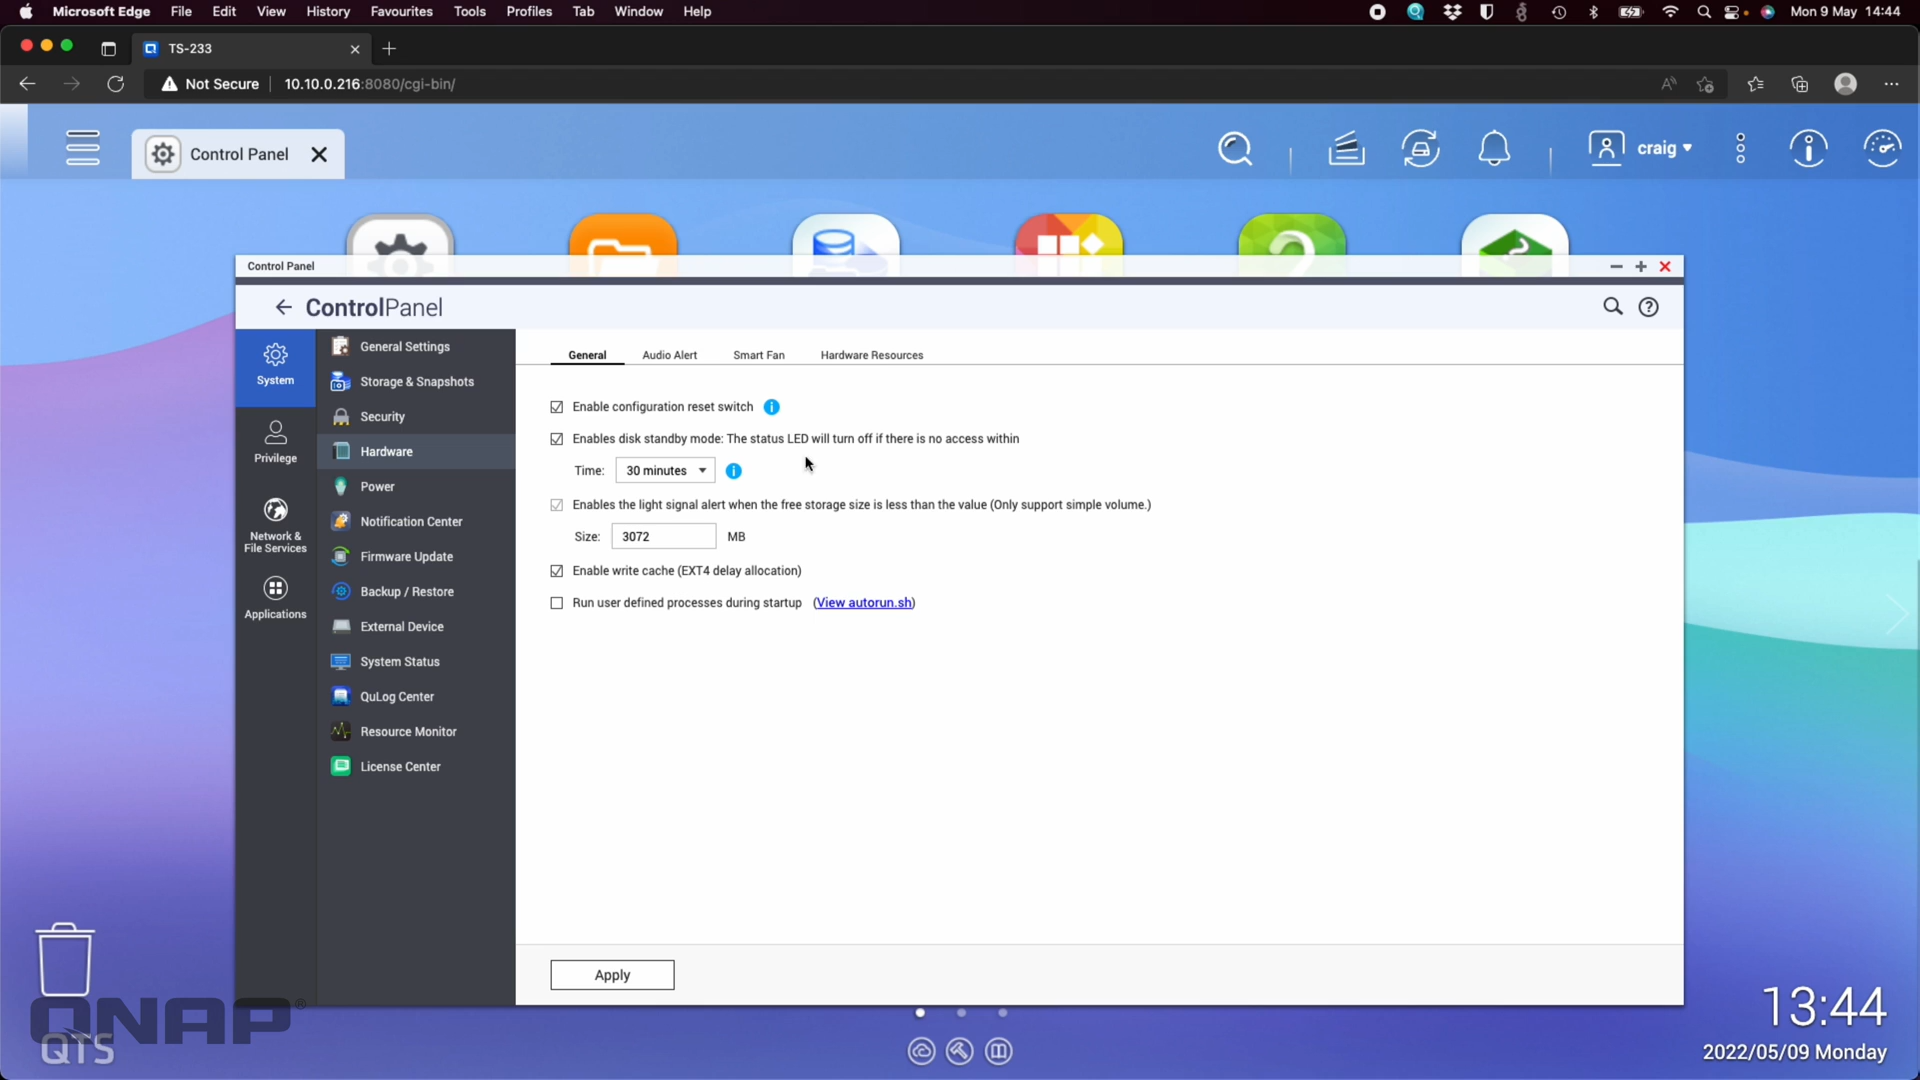 Microsoft Edge File Edit View History Favourites Tools Profiles Tab Window Help Mon 9 May 14:44
TS-233
Not Secure 10.10.0.216:8080/cgi-bin/
Control Panel craig
Control Panel
ControlPanel
System
Privilege
Network &
File Services
Applications
General Settings
Storage & Snapshots
Security
Hardware
Power
Notification Center
Firmware Update
Backup / Restore
External Device
System Status
QuLog Center
Resource Monitor
License Center
General Audio Alert Smart Fan Hardware Resources
Enable configuration reset switch
Enables disk standby mode: The status LED will turn off if there is no access within
Time: 30 minutes
Enables the light signal alert when the free storage size is less than the value (Only support simple volume.)
Size: 3072 MB
Enable write cache (EXT4 delay allocation)
Run user defined processes during startup (View autorun.sh)
Apply
QNAP®
QTS
13:44
2022/05/09 Monday